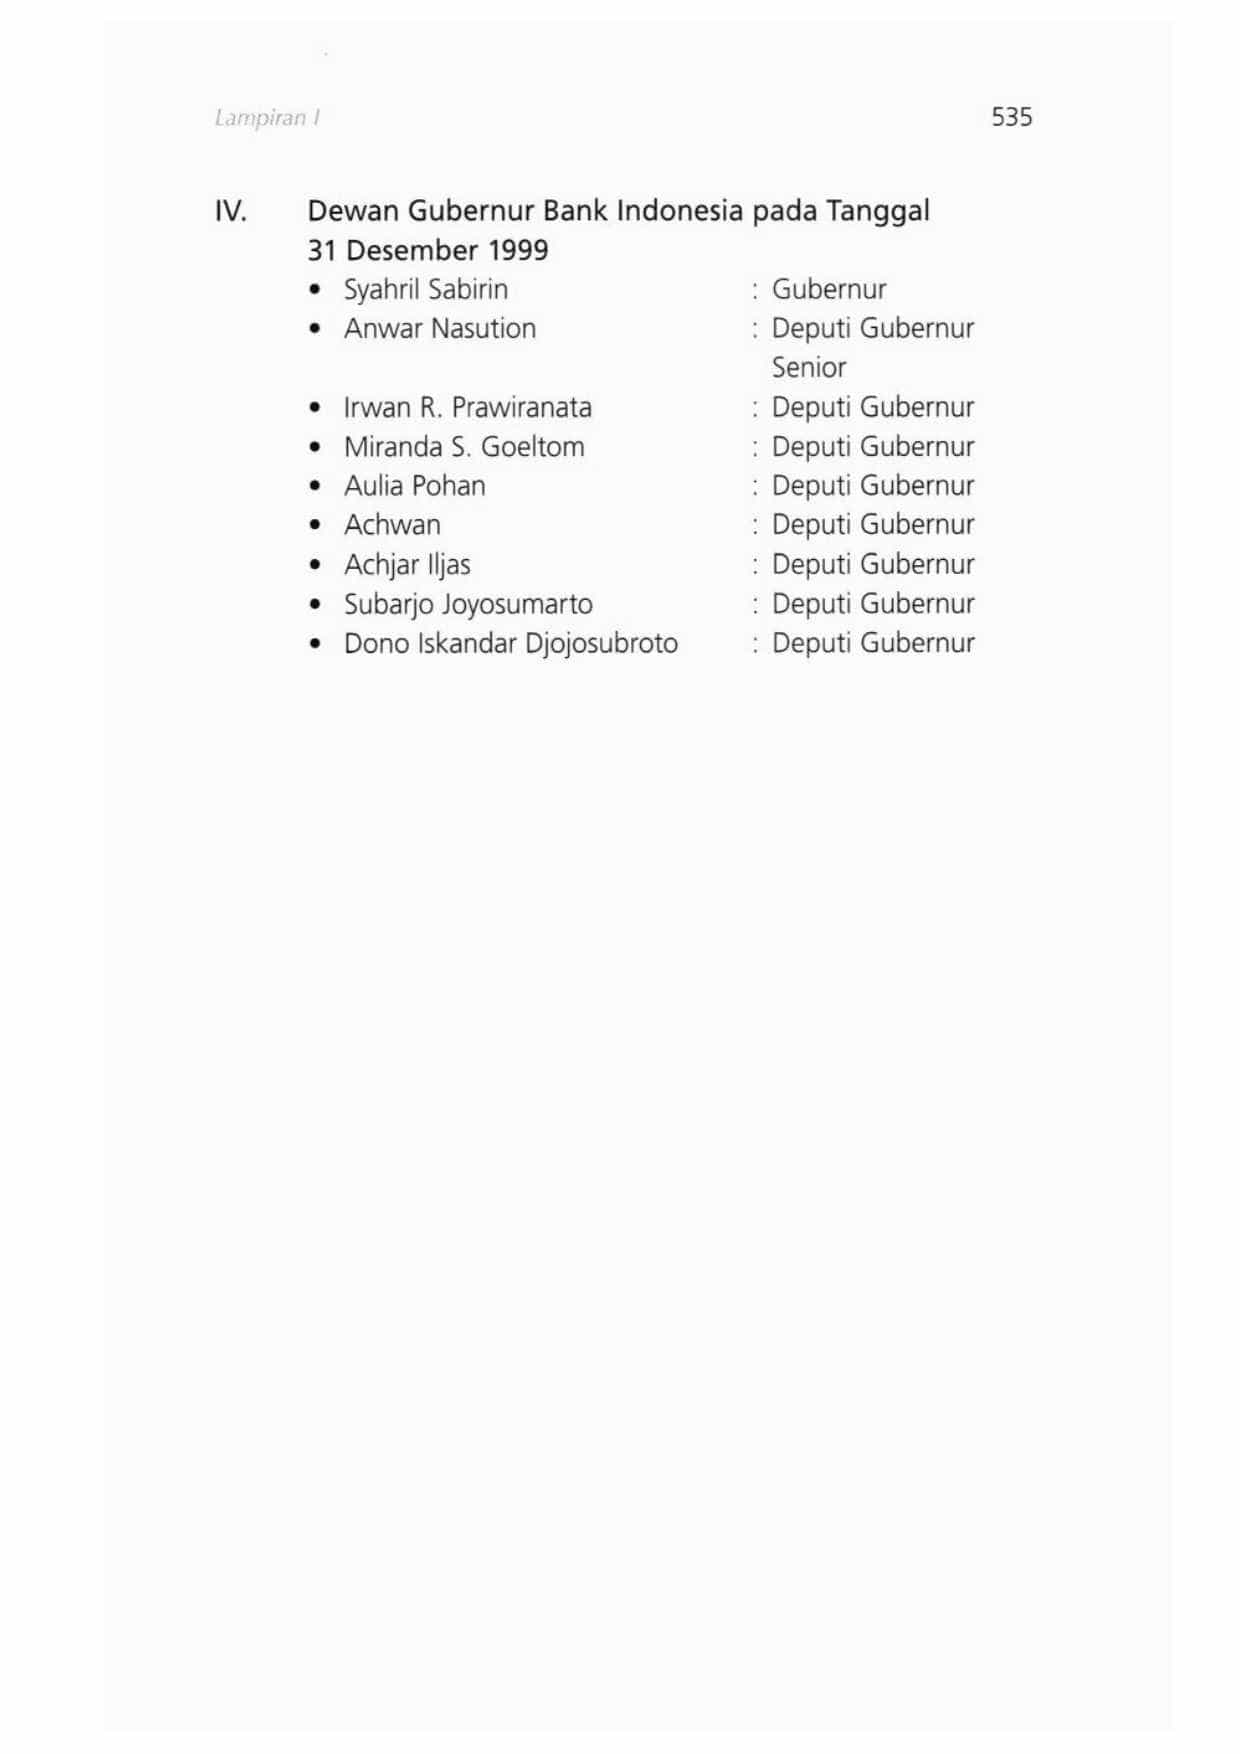 Lampiran I 535
IV. Dewan Gubernur Bank Indonesia pada Tanggal
31 Desember 1999
• Syahril Sabirin : Gubernur
• Anwar Nasution : Deputi Gubernur
Senior
• Irwan R. Prawiranata : Deputi Gubernur
• Miranda S. Goeltom : Deputi Gubernur
• Aulia Pohan : Deputi Gubernur
• Achwan : Deputi Gubernur
• Achjar Iljas : Deputi Gubernur
• Subarjo Joyosumarto : Deputi Gubernur
• Dono Iskandar Djojosubroto : Deputi Gubernur